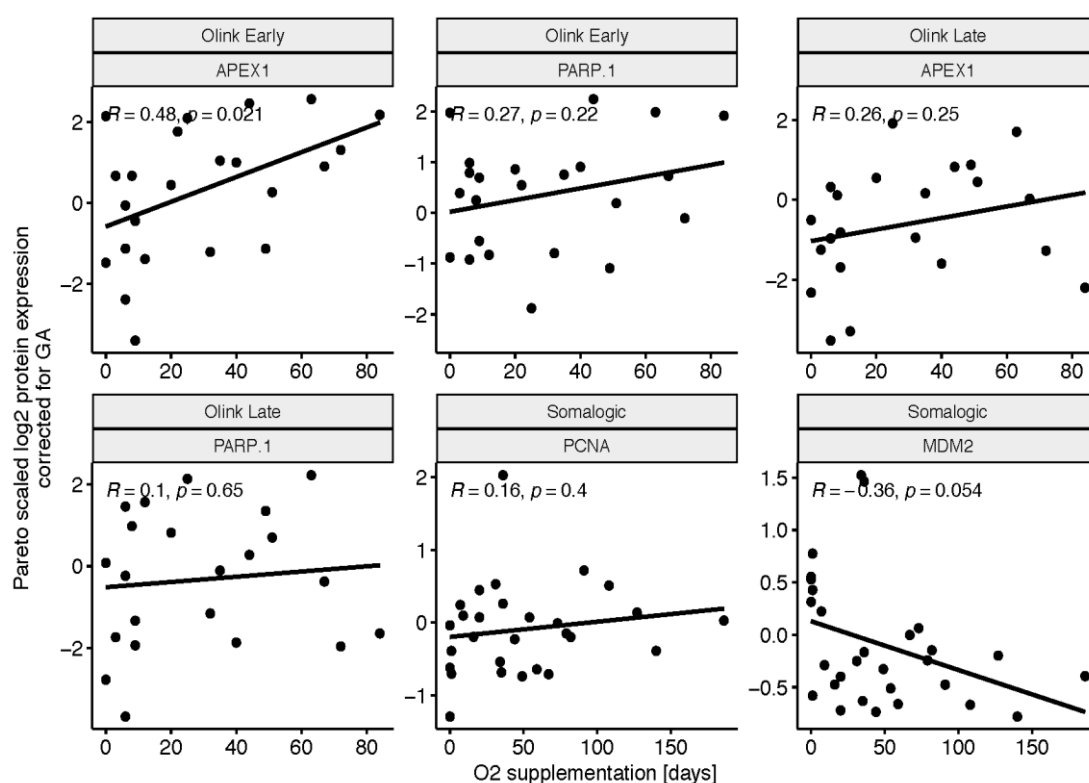 Olink Early
Olink Early
Olink Late
APEX1
PARP.1
APEX1
R = 0.48, p = 0.021
R = 0.27, p = 0.22
R = 0.26, p = 0.25
2
0
−2
2
1
0
−1
−2
2
0
−2
0 20 40 60 80
0 20 40 60 80
0 20 40 60 80
Pareto scaled log2 protein expression
corrected for GA
Olink Late
Somalogic
Somalogic
PARP.1
PCNA
MDM2
R = 0.1, p = 0.65
R = 0.16, p = 0.4
R = −0.36, p = 0.054
2
0
−2
2
1
0
−1
1.5
1.0
0.5
0.0
−0.5
0 20 40 60 80
0 50 100 150
0 50 100 150
O2 supplementation [days]